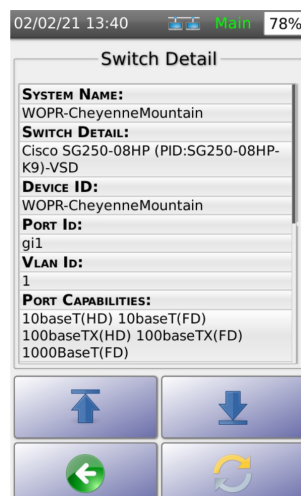 02/02/21 13:40 Main 78%
Switch Detail
System Name:
WOPR-CheyenneMountain
Switch Detail:
Cisco SG250-08HP (PID:SG250-08HP-
K9)-VSD
Device ID:
WOPR-CheyenneMountain
Port Id:
gi1
Vlan Id:
1
Port Capabilities:
10baseT(HD) 10baseT(FD)
100baseTX(HD) 100baseTX(FD)
1000BaseT(FD)